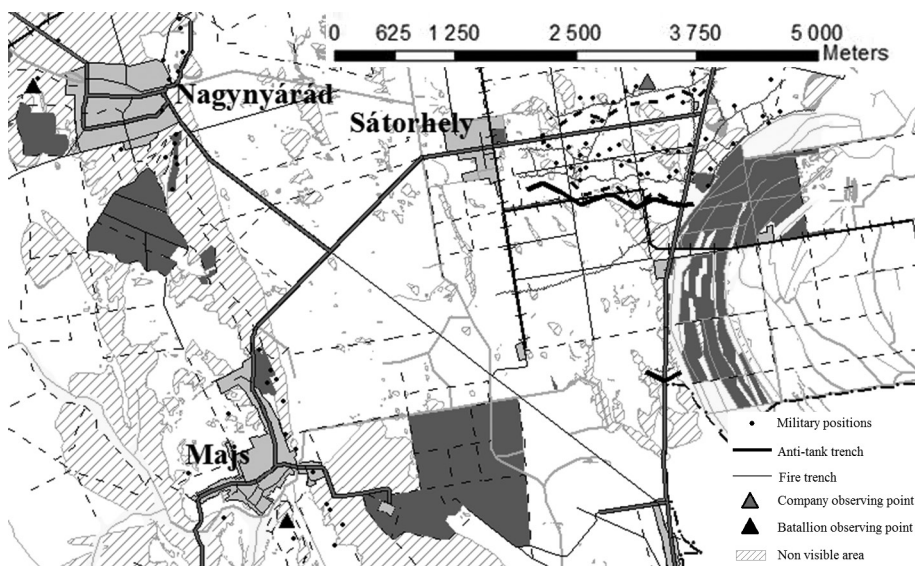 0 625 1 250 2 500 3 750 5 000
Meters
Nagynyárád
Sátorhely
Majs
Military positions
Anti-tank trench
Fire trench
Company observing point
Batallion observing point
Non visible area